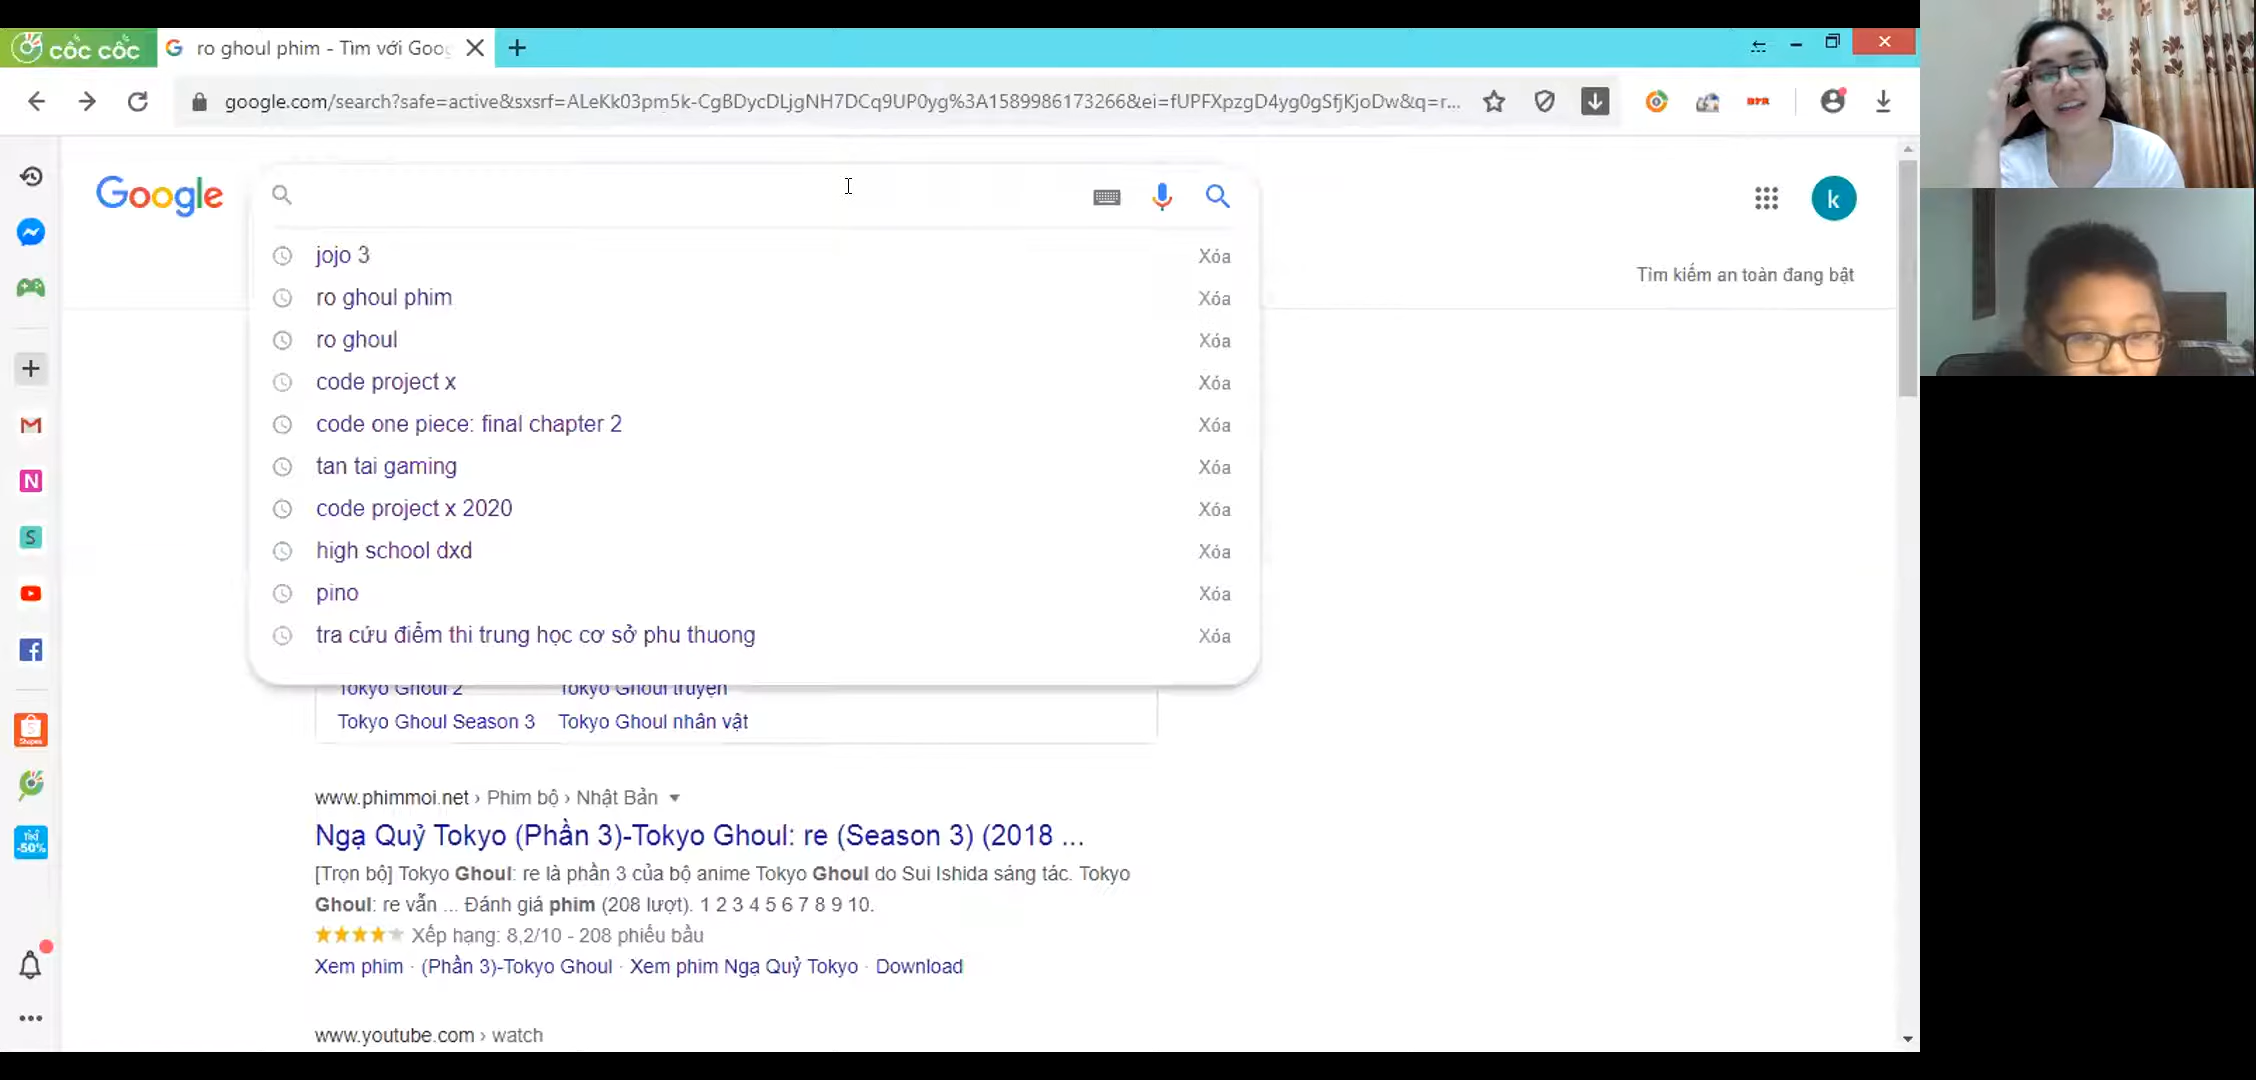 cốc cốc
ro ghoul phim - Tìm với Goo
google.com/search?safe=active&sxsrf=ALeKk03pm5k-CgBDycDLjgNH7DCq9UP0yg%3A1589986173266&ei=fUPFXpzgD4yg0gSfjKjoDw&q=r...
Google
k
jojo 3 Xóa
Tìm kiếm an toàn đang bật
ro ghoul phim Xóa
ro ghoul Xóa
code project x Xóa
code one piece: final chapter 2 Xóa
tan tai gaming Xóa
code project x 2020 Xóa
high school dxd Xóa
pino Xóa
tra cứu điểm thi trung học cơ sở phu thuong Xóa
Tokyo Ghoul 2 Tokyo Ghoul truyện
Tokyo Ghoul Season 3 Tokyo Ghoul nhân vật
www.phimmoi.net › Phim bộ › Nhật Bản
Ngạ Quỷ Tokyo (Phần 3)-Tokyo Ghoul: re (Season 3) (2018 ...
[Trọn bộ] Tokyo Ghoul: re là phần 3 của bộ anime Tokyo Ghoul do Sui Ishida sáng tác. Tokyo
Ghoul: re vẫn ... Đánh giá phim (208 lượt). 1 2 3 4 5 6 7 8 9 10.
Xếp hạng: 8,2/10 - 208 phiếu bầu
Xem phim · (Phần 3)-Tokyo Ghoul · Xem phim Ngạ Quỷ Tokyo · Download
www.youtube.com › watch
N
S
TIKI
-50%